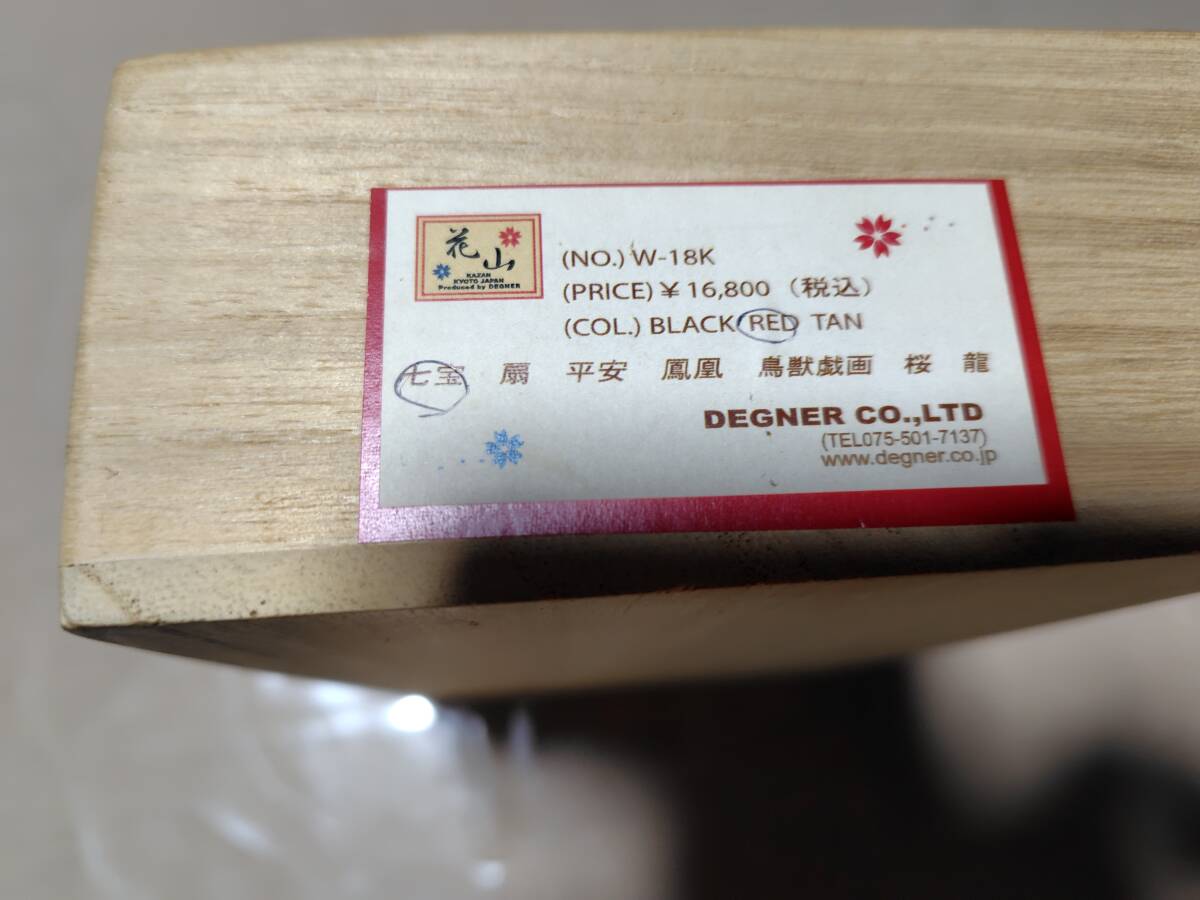 花山
KAZAN
KYOTO JAPAN
Produced by DEGNER
(NO.) W-18K
(PRICE) ¥ 16,800 (税込)
(COL.) BLACK RED TAN
七宝 扇 平安 鳳凰 鳥獣戯画 桜 龍
DEGNER CO.,LTD
(TEL075-501-7137)
www.degner.co.jp